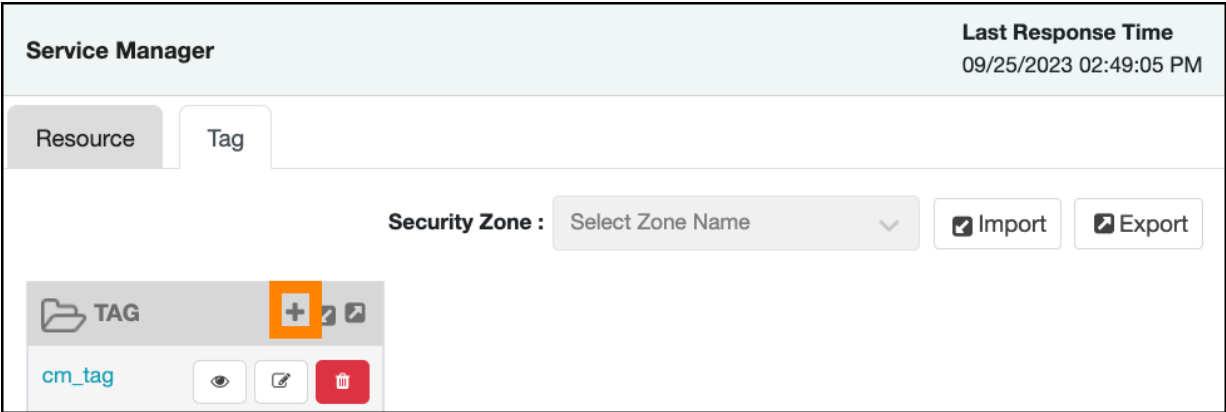 Service Manager
Last Response Time
09/25/2023 02:49:05 PM
Resource
Tag
Security Zone :
Select Zone Name
Import
Export
TAG
cm_tag